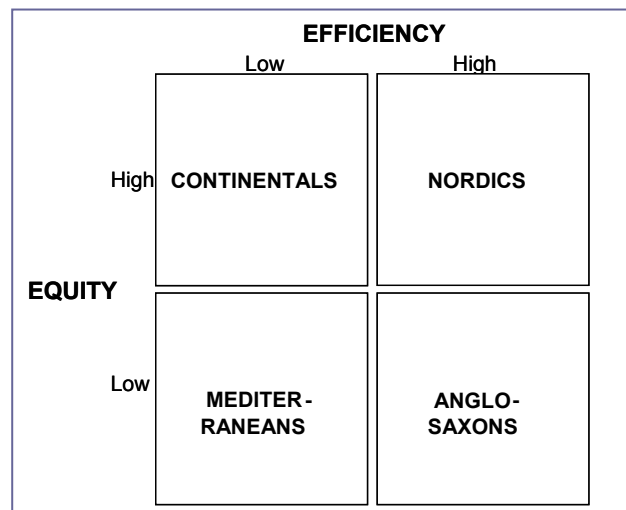 EFFICIENCY
Low High
High CONTINENTALS NORDICS
EQUITY
Low
MEDITER - ANGLO-
RANEANS SAXONS